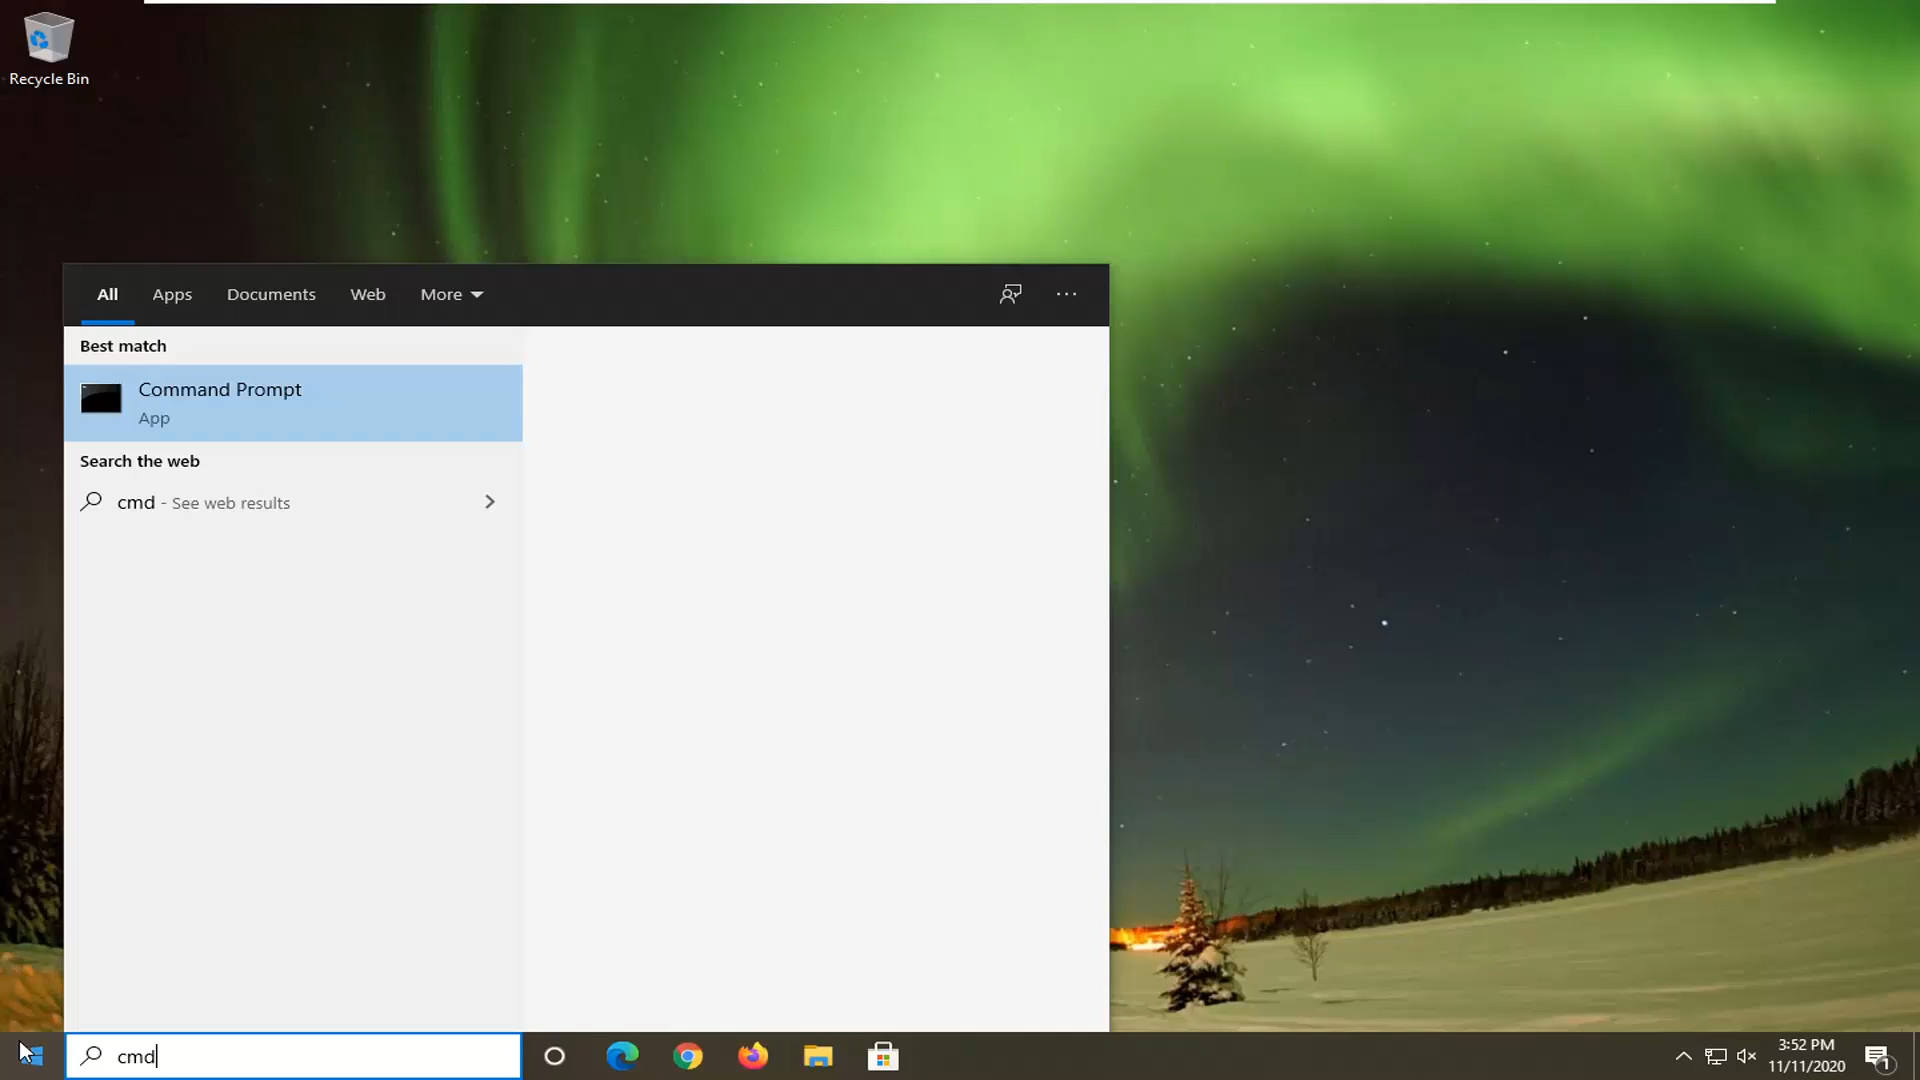 Recycle Bin
All Apps Documents Web More
Best match
Command Prompt
App
Search the web
cmd - See web results
cmd
3:52 PM
11/11/2020
1